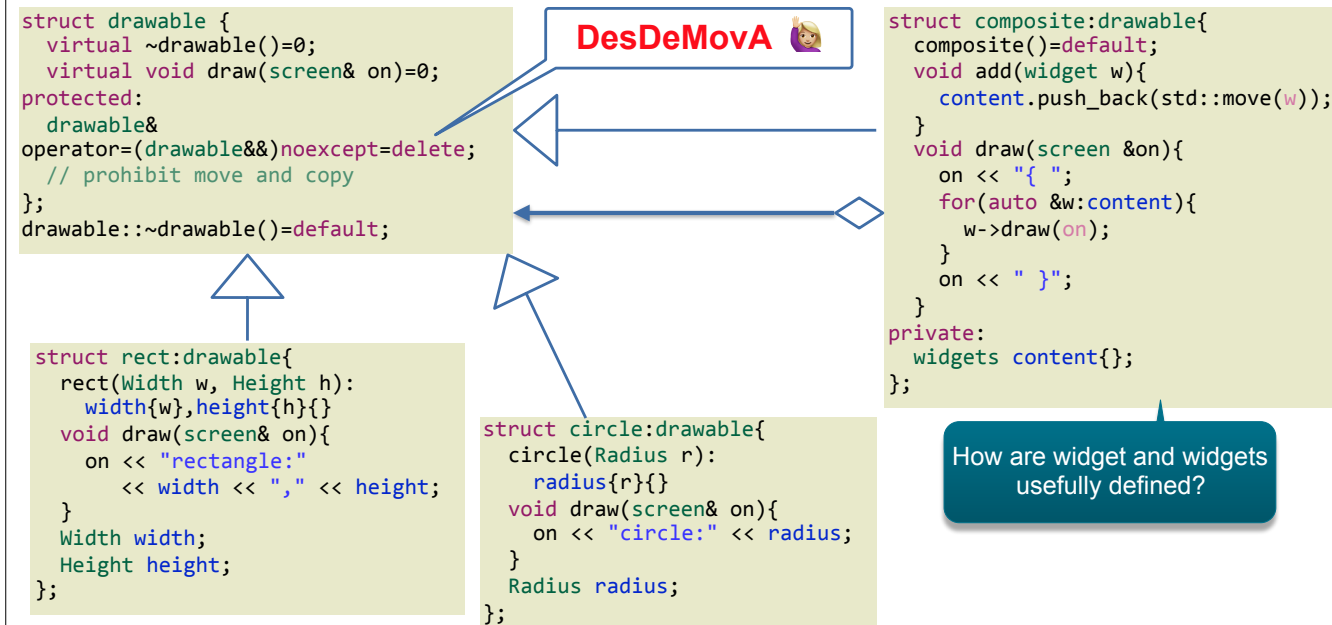 struct drawable {
  virtual ~drawable()=0;
  virtual void draw(screen& on)=0;
protected:
  drawable&
operator=(drawable&&)noexcept=delete;
  // prohibit move and copy
};
drawable::~drawable()=default;
DesDeMovA 🙋🏼‍♀️
struct composite:drawable{
  composite()=default;
  void add(widget w){
    content.push_back(std::move(w));
  }
  void draw(screen &on){
    on << "{ ";
    for(auto &w:content){
      w->draw(on);
    }
    on << " }";
  }
private:
  widgets content{};
};
struct rect:drawable{
  rect(Width w, Height h):
    width{w},height{h}{}
  void draw(screen& on){
    on << "rectangle:"
       << width << "," << height;
  }
  Width width;
  Height height;
};
struct circle:drawable{
  circle(Radius r):
    radius{r}{}
  void draw(screen& on){
    on << "circle:" << radius;
  }
  Radius radius;
};
How are widget and widgets
usefully defined?